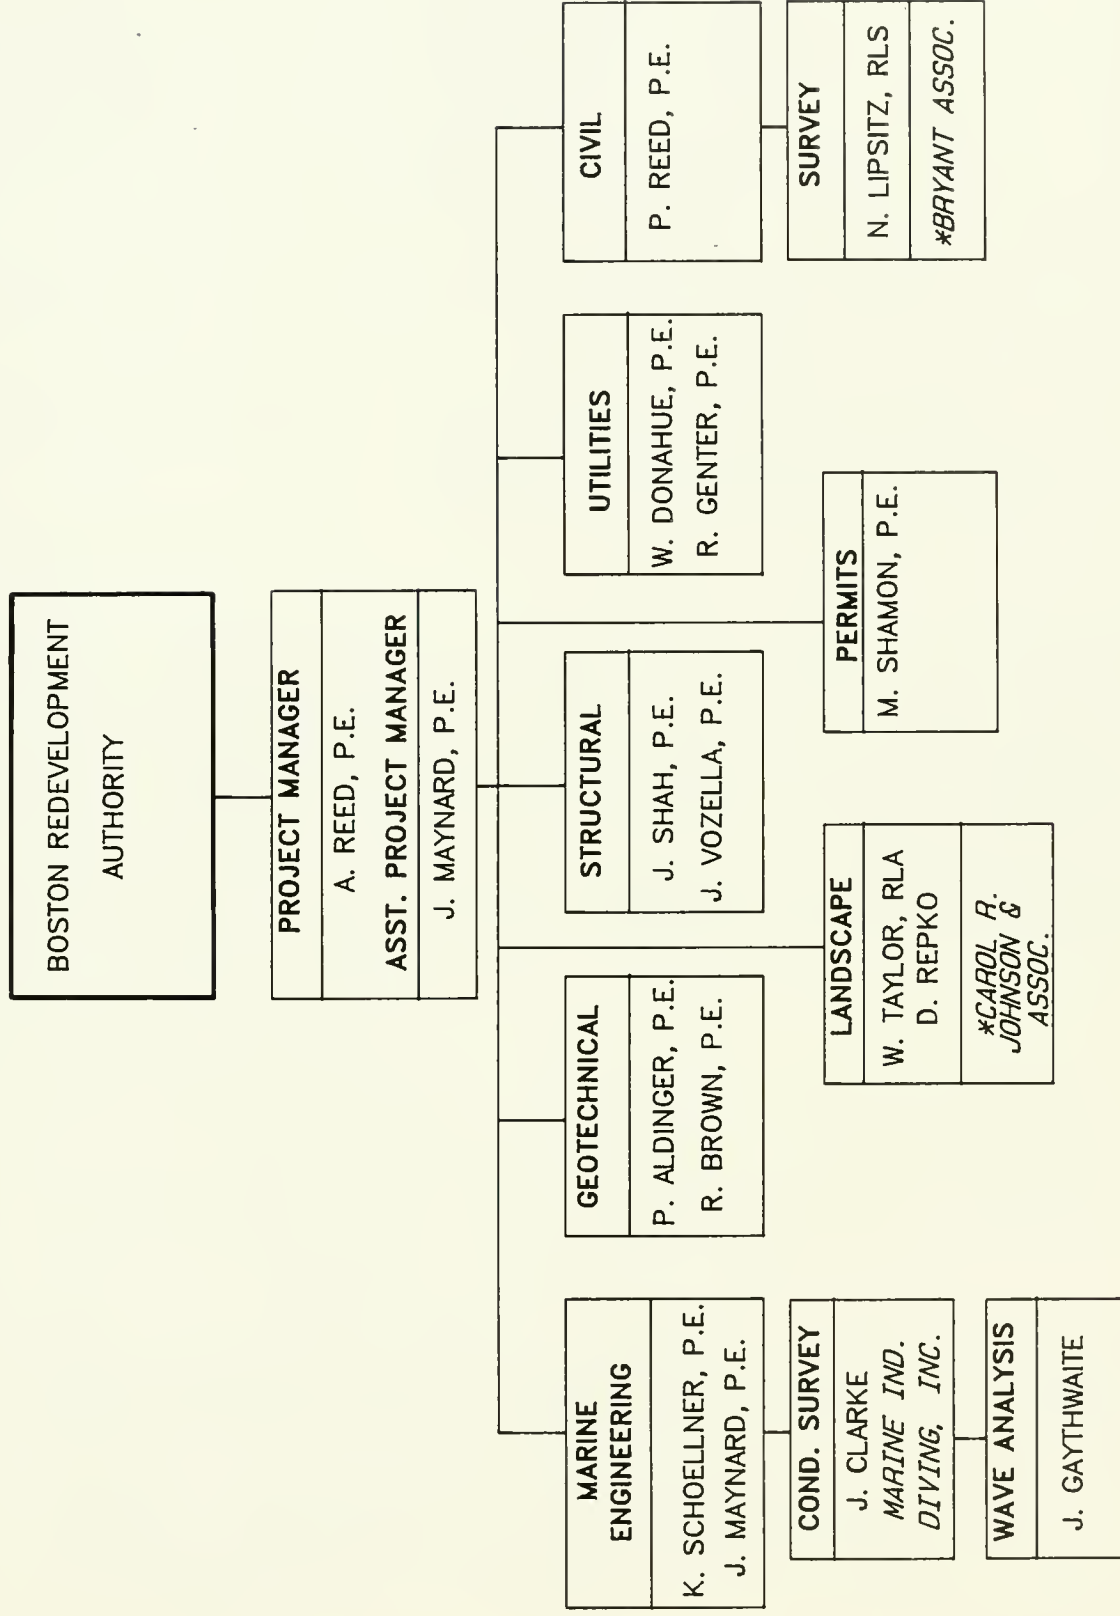 BOSTON REDEVELOPMENT
AUTHORITY
PROJECT MANAGER
A. REED, P.E.
ASST. PROJECT MANAGER
J. MAYNARD, P.E.
MARINE
ENGINEERING
K. SCHOELLNER, P.E.
J. MAYNARD, P.E.
COND. SURVEY
J. CLARKE
MARINE IND.
DIVING, INC.
WAVE ANALYSIS
J. GAYTHWAITE
GEOTECHNICAL
P. ALDINGER, P.E.
R. BROWN, P.E.
LANDSCAPE
W. TAYLOR, RLA
D. REPKO
*CAROL R.
JOHNSON &
ASSOC.
STRUCTURAL
J. SHAH, P.E.
J. VOZELLA, P.E.
PERMITS
M. SHAMON, P.E.
UTILITIES
W. DONAHUE, P.E.
R. GENTER, P.E.
CIVIL
P. REED, P.E.
SURVEY
N. LIPSITZ, RLS
*BRYANT ASSOC.